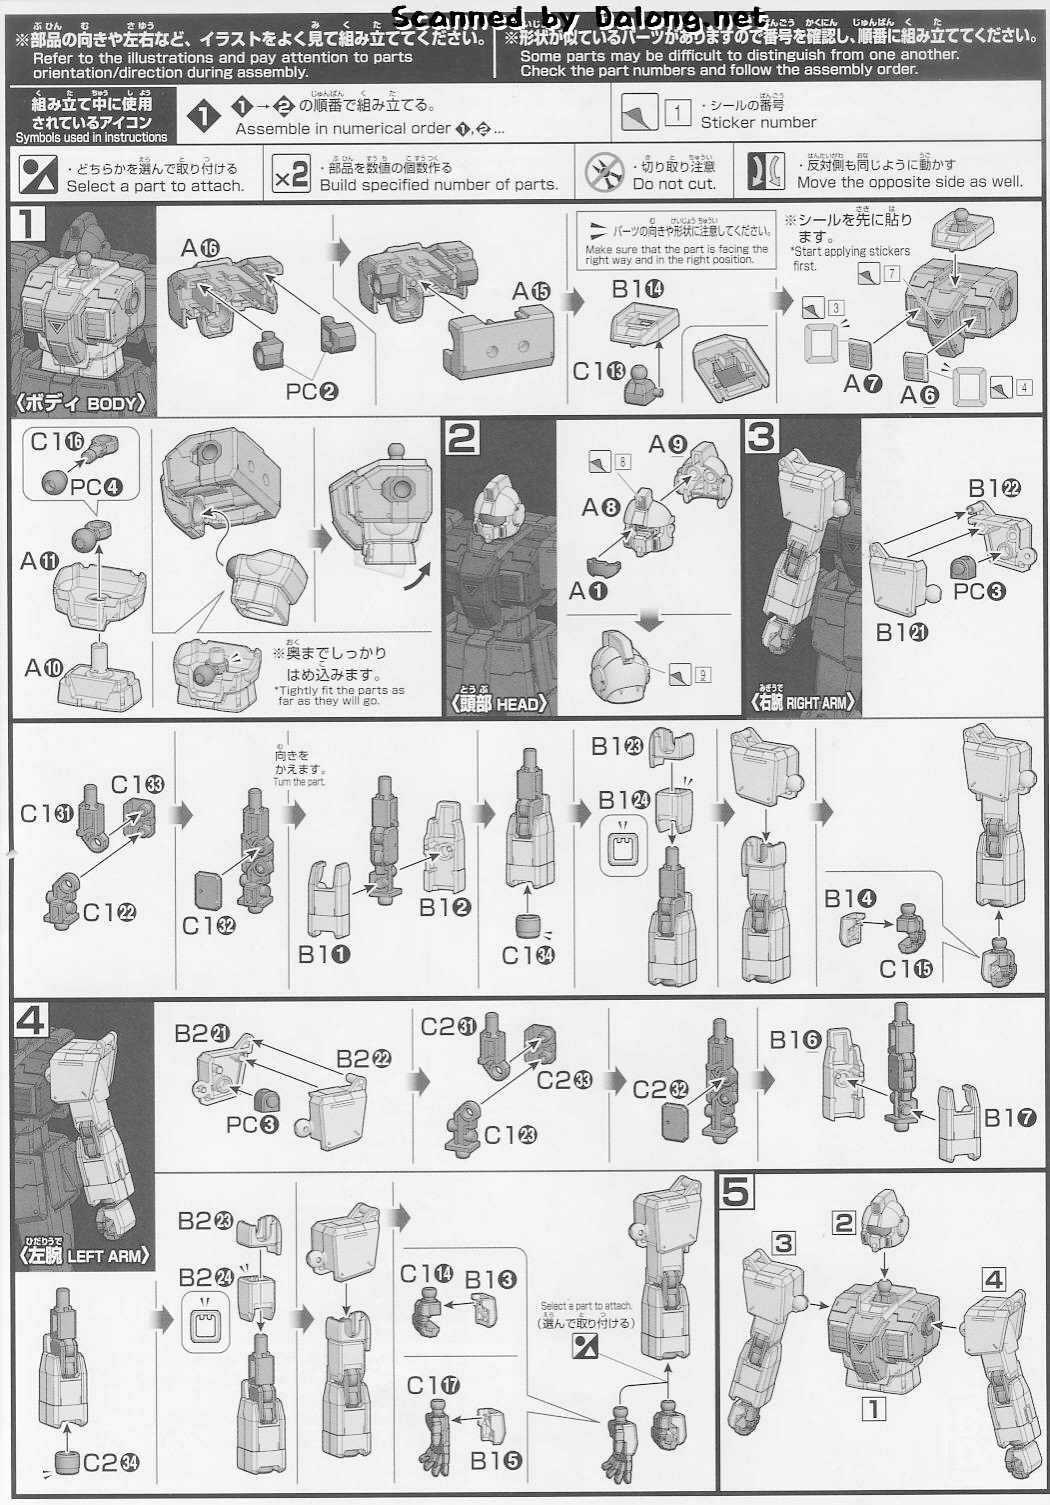 Scanned by Dalong.net
※部品の向きや左右など、イラストをよく見て組み立ててください。
Refer to the illustrations and pay attention to parts
orientation/direction during assembly.
※形状が似ているパーツがありますので番号を確認し、順番に組み立ててください。
Some parts may be difficult to distinguish from one another.
Check the part numbers and follow the assembly order.
組み立て中に使用
されているアイコン
Symbols used in instructions
1
❶→❷の順番で組み立てる。
Assemble in numerical order ❶,❷...
1
・シールの番号
Sticker number
・どちらかを選んで取り付ける
Select a part to attach.
×2
・部品を数値の個数作る
Build specified number of parts.
・切り取り注意
Do not cut.
・反対側も同じように動かす
Move the opposite side as well.
1
〈ボディ BODY〉
A⓰
PC❷
A⓯
パーツの向きや形状に注意してください。
Make sure that the part is facing the
right way and in the right position.
B1⓮
C1⓭
※シールを先に貼り
ます。
*Start applying stickers
first.
7
3
A❼
A❻
4
C1⓰
PC❹
A⓫
A❿
※奥までしっかり
はめ込みます。
*Tightly fit the parts as
far as they will go.
2
〈頭部 HEAD〉
8
A❾
A❽
A❶
9
3
〈右腕 RIGHT ARM〉
B1㉒
PC❸
B1㉑
C1㉝
C1㉛
C1㉒
C1㉜
向きを
かえます。
Turn the part.
B1❶
B1❷
C1㉞
B1㉓
B1㉔
B1❹
C1⓯
4
〈左腕 LEFT ARM〉
B2㉑
B2㉒
PC❸
C2㉛
C2㉝
C1㉓
C2㉜
B1❻
B1❼
C2㉞
B2㉓
B2㉔
C1⓮
B1❸
C1⓱
B1❺
Select a part to attach.
(選んで取り付ける)
5
2
3
4
1